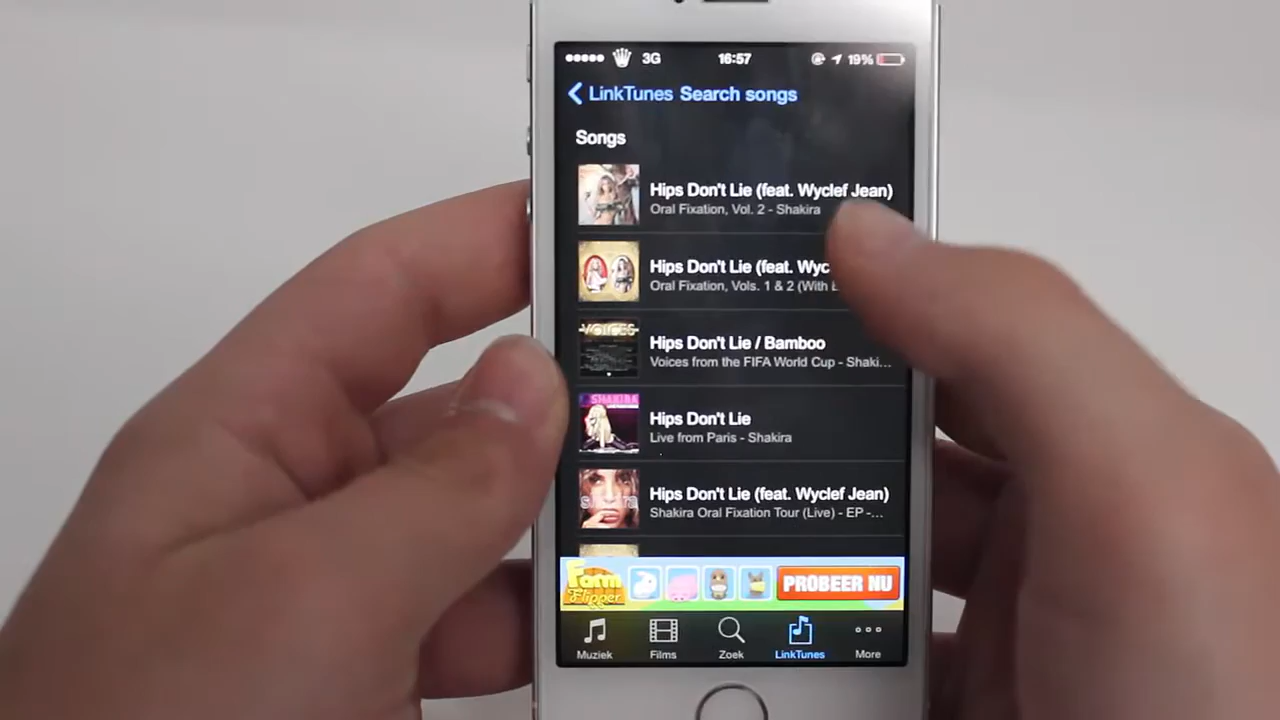 3G 16:57 19%
LinkTunes Search songs
Songs
Hips Don't Lie (feat. Wyclef Jean)
Oral Fixation, Vol. 2 - Shakira
Hips Don't Lie (feat. Wyc
Oral Fixation, Vols. 1 & 2 (With
VOICES
Hips Don't Lie / Bamboo
Voices from the FIFA World Cup - Shaki...
SHAKIRA
Hips Don't Lie
Live from Paris - Shakira
Hips Don't Lie (feat. Wyclef Jean)
Shakira Oral Fixation Tour (Live) - EP -...
Farm
Flipper
PROBEER NU
Muziek Films Zoek LinkTunes More